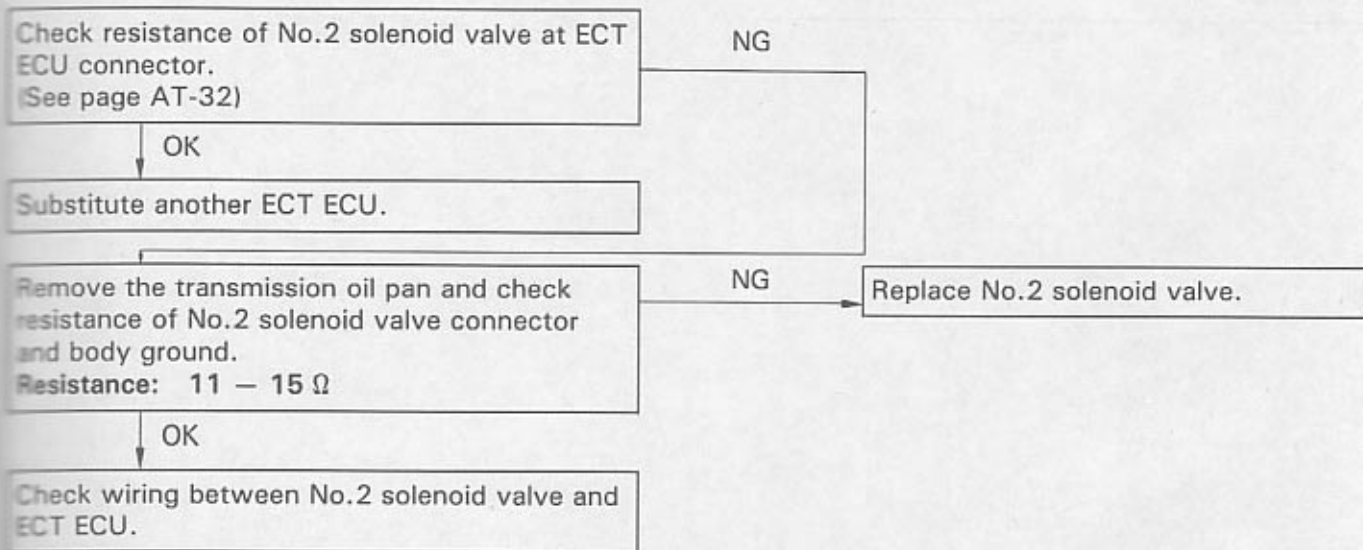 Check resistance of No.2 solenoid valve at ECT
ECU connector.
(See page AT-32)
NG
OK
Substitute another ECT ECU.
Remove the transmission oil pan and check
resistance of No.2 solenoid valve connector
and body ground.
Resistance: 11 — 15 Ω
NG
Replace No.2 solenoid valve.
OK
Check wiring between No.2 solenoid valve and
ECT ECU.